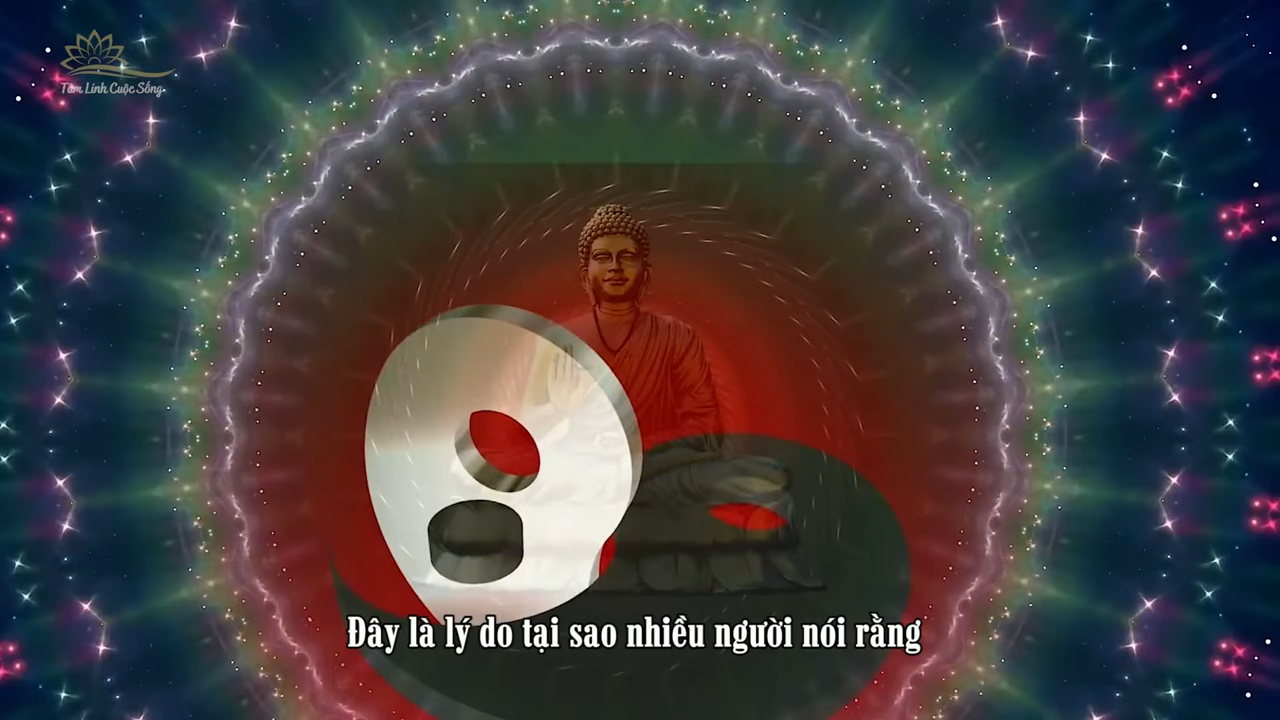 Tâm Linh Cuộc Sống
Đây là lý do tại sao nhiều người nói rằng